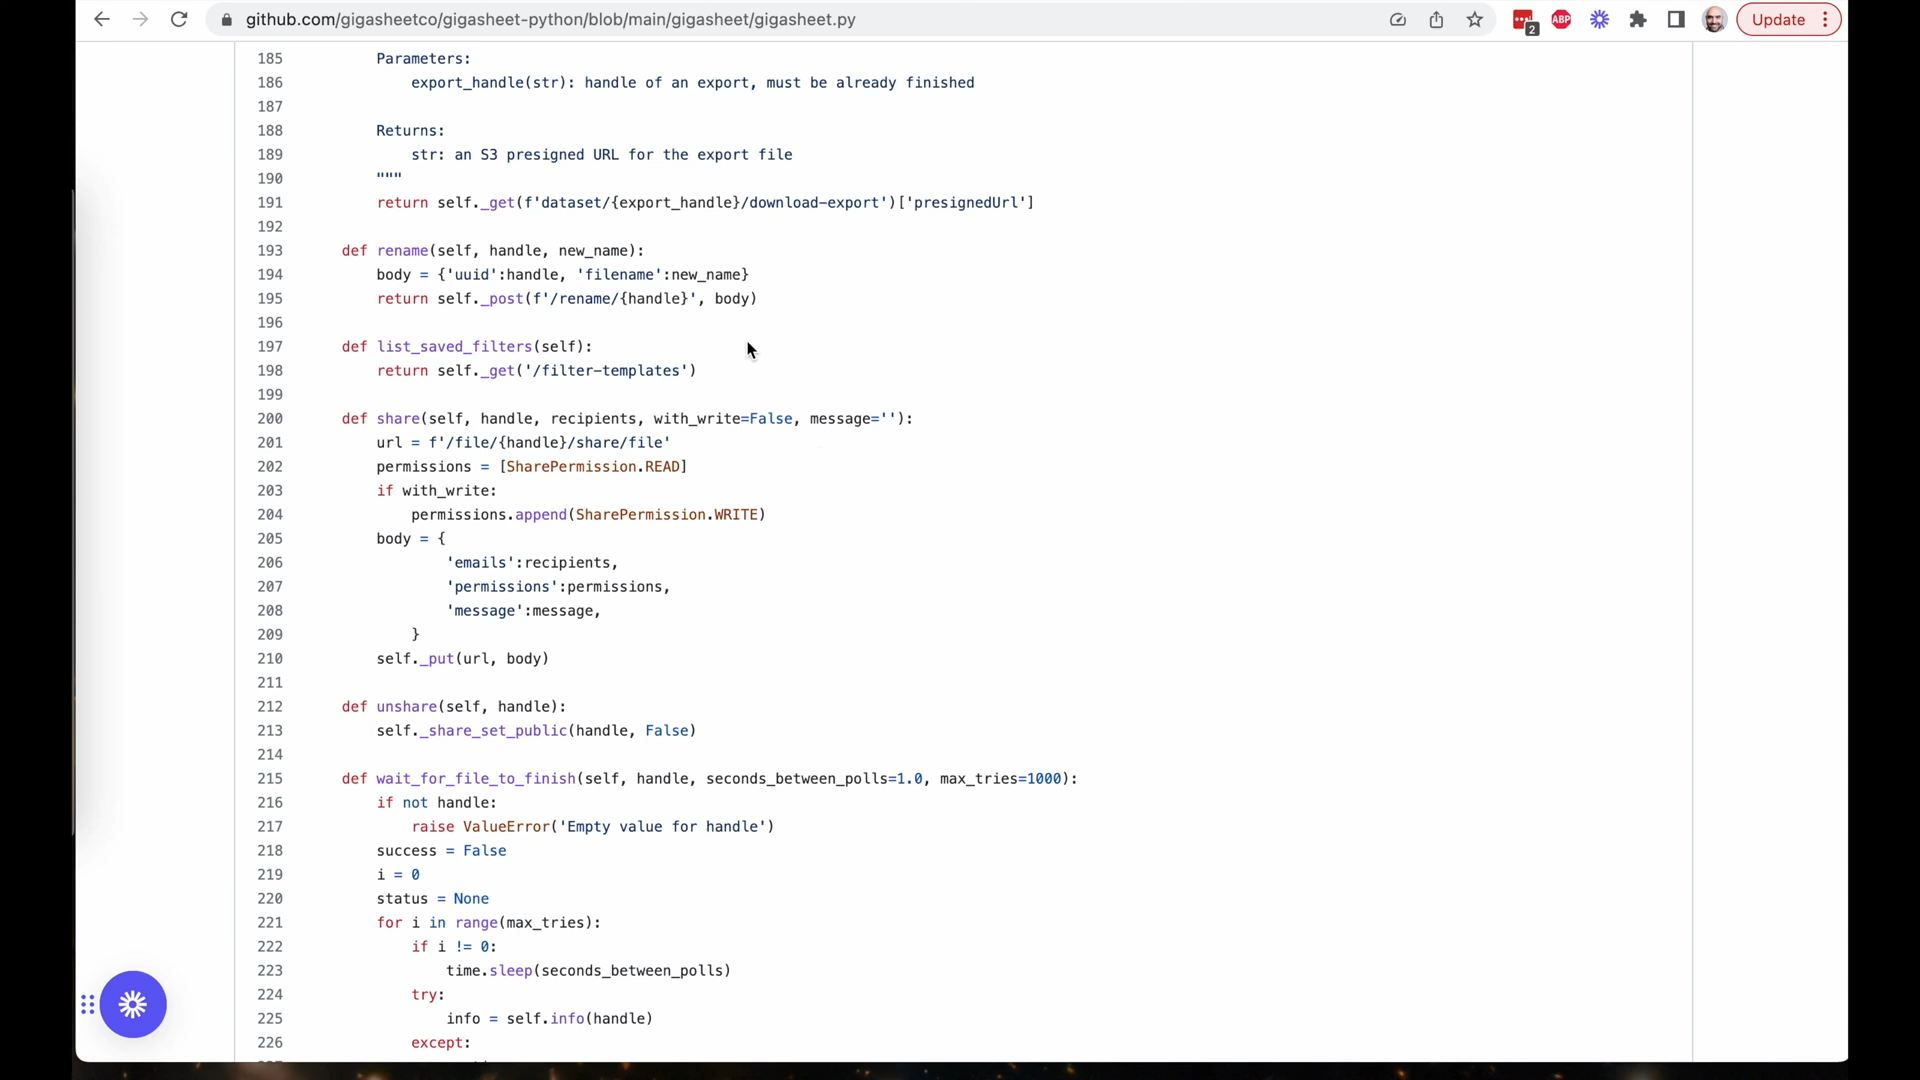 github.com/gigasheetco/gigasheet-python/blob/main/gigasheet/gigasheet.py
2
ABP
Update
185 Parameters:
186 export_handle(str): handle of an export, must be already finished
187
188 Returns:
189 str: an S3 presigned URL for the export file
190 """
191 return self._get(f'dataset/{export_handle}/download-export')['presignedUrl']
192
193 def rename(self, handle, new_name):
194 body = {'uuid':handle, 'filename':new_name}
195 return self._post(f'/rename/{handle}', body)
196
197 def list_saved_filters(self):
198 return self._get('/filter-templates')
199
200 def share(self, handle, recipients, with_write=False, message=''):
201 url = f'/file/{handle}/share/file'
202 permissions = [SharePermission.READ]
203 if with_write:
204 permissions.append(SharePermission.WRITE)
205 body = {
206 'emails':recipients,
207 'permissions':permissions,
208 'message':message,
209 }
210 self._put(url, body)
211
212 def unshare(self, handle):
213 self._share_set_public(handle, False)
214
215 def wait_for_file_to_finish(self, handle, seconds_between_polls=1.0, max_tries=1000):
216 if not handle:
217 raise ValueError('Empty value for handle')
218 success = False
219 i = 0
220 status = None
221 for i in range(max_tries):
222 if i != 0:
223 time.sleep(seconds_between_polls)
224 try:
225 info = self.info(handle)
226 except: